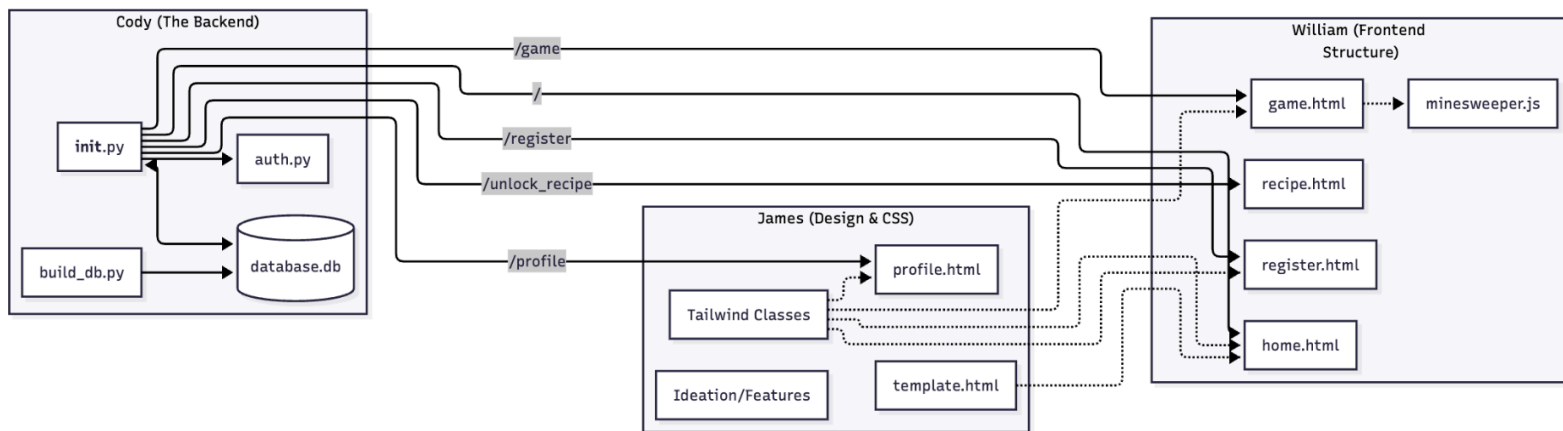 Cody (The Backend)
init.py
auth.py
build_db.py
database.db
/game
/
/register
/unlock_recipe
/profile
James (Design & CSS)
profile.html
Tailwind Classes
template.html
Ideation/Features
William (Frontend
Structure)
game.html
minesweeper.js
recipe.html
register.html
home.html